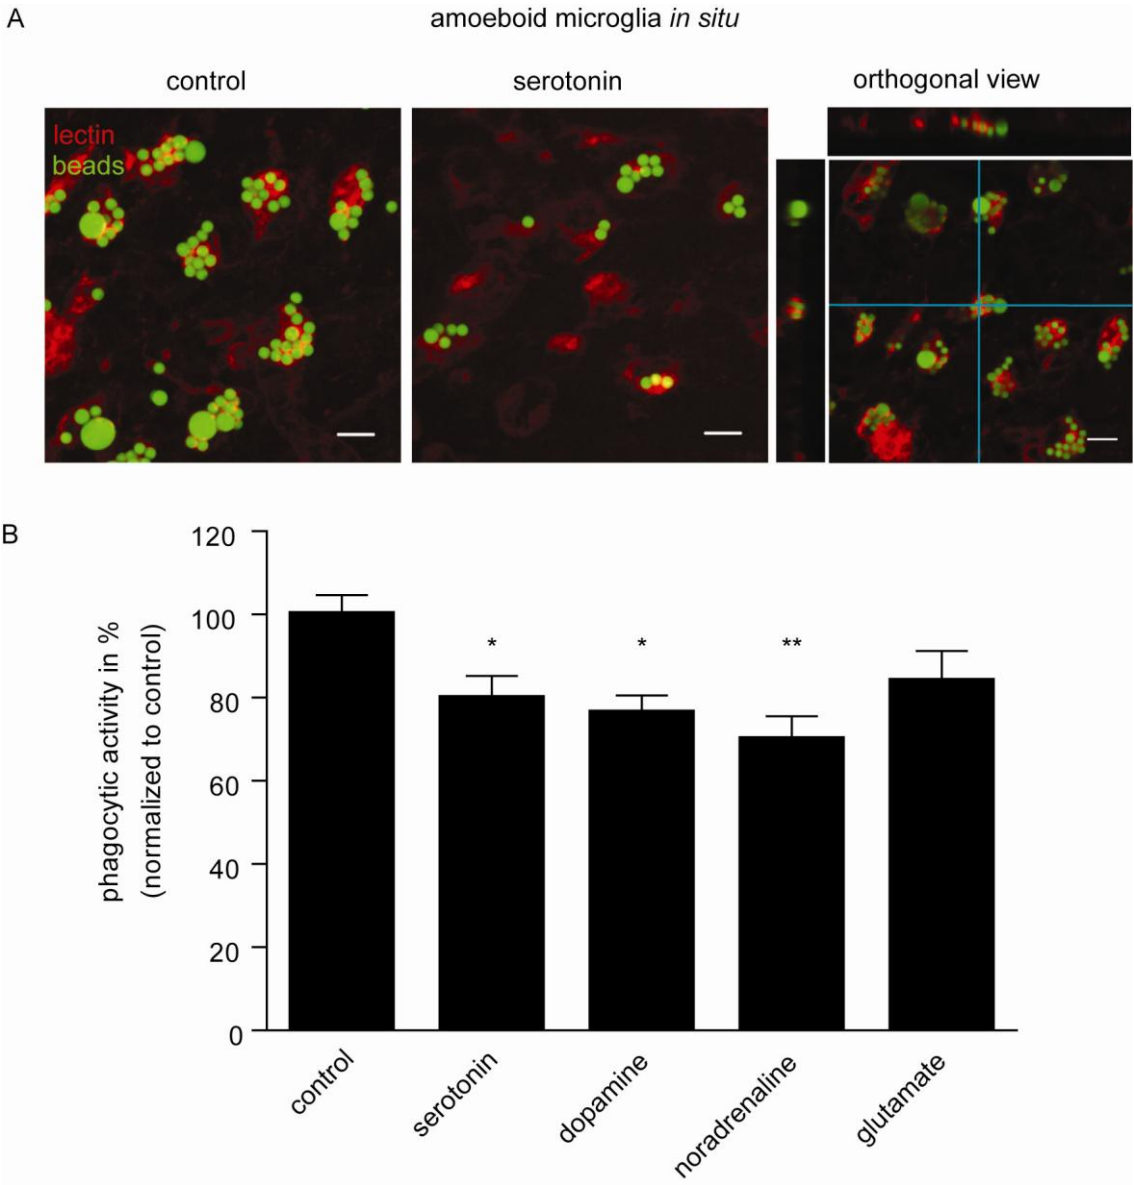 A
amoeboid microglia in situ
control
serotonin
orthogonal view
lectin
beads
B
phagocytic activity in %
(normalized to control)
120
100
80
60
40
20
0
*
*
**
control
serotonin
dopamine
noradrenaline
glutamate